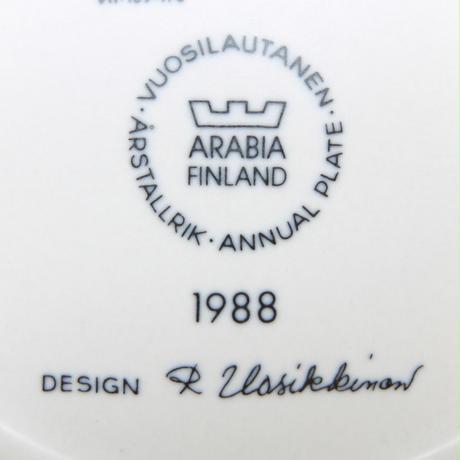 · VUOSILAUTANEN · ANNUAL PLATE · ÅRSTALLRIK
ARABIA
FINLAND
1988
DESIGN R Uosikkinen